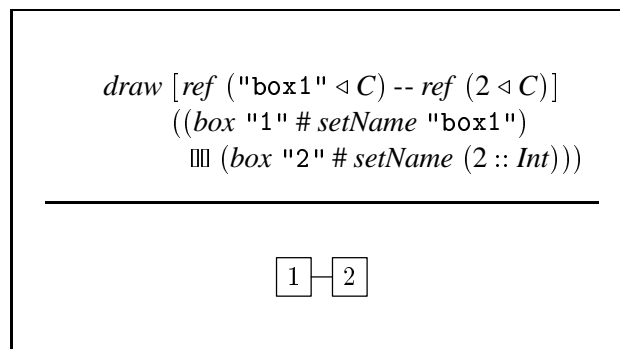 draw [ref ("box1" ◃ C) -- ref (2 ◃ C)]
((box "1" # setName "box1")
▯▯▯ (box "2" # setName (2 :: Int)))
1 2